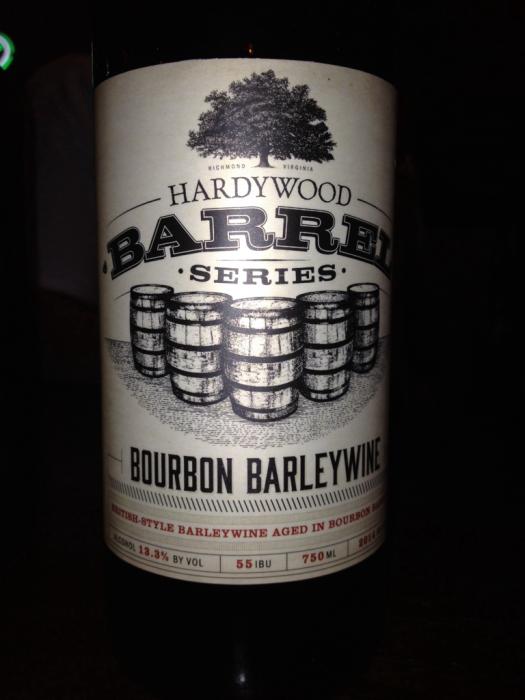 RICHMOND VIRGINIA
HARDYWOOD
BARREL
·SERIES·
BOURBON BARLEYWINE
BRITISH-STYLE BARLEYWINE AGED IN BOURBON
ALCOHOL 13.3% BY VOL 55 IBU 750 ML 2014